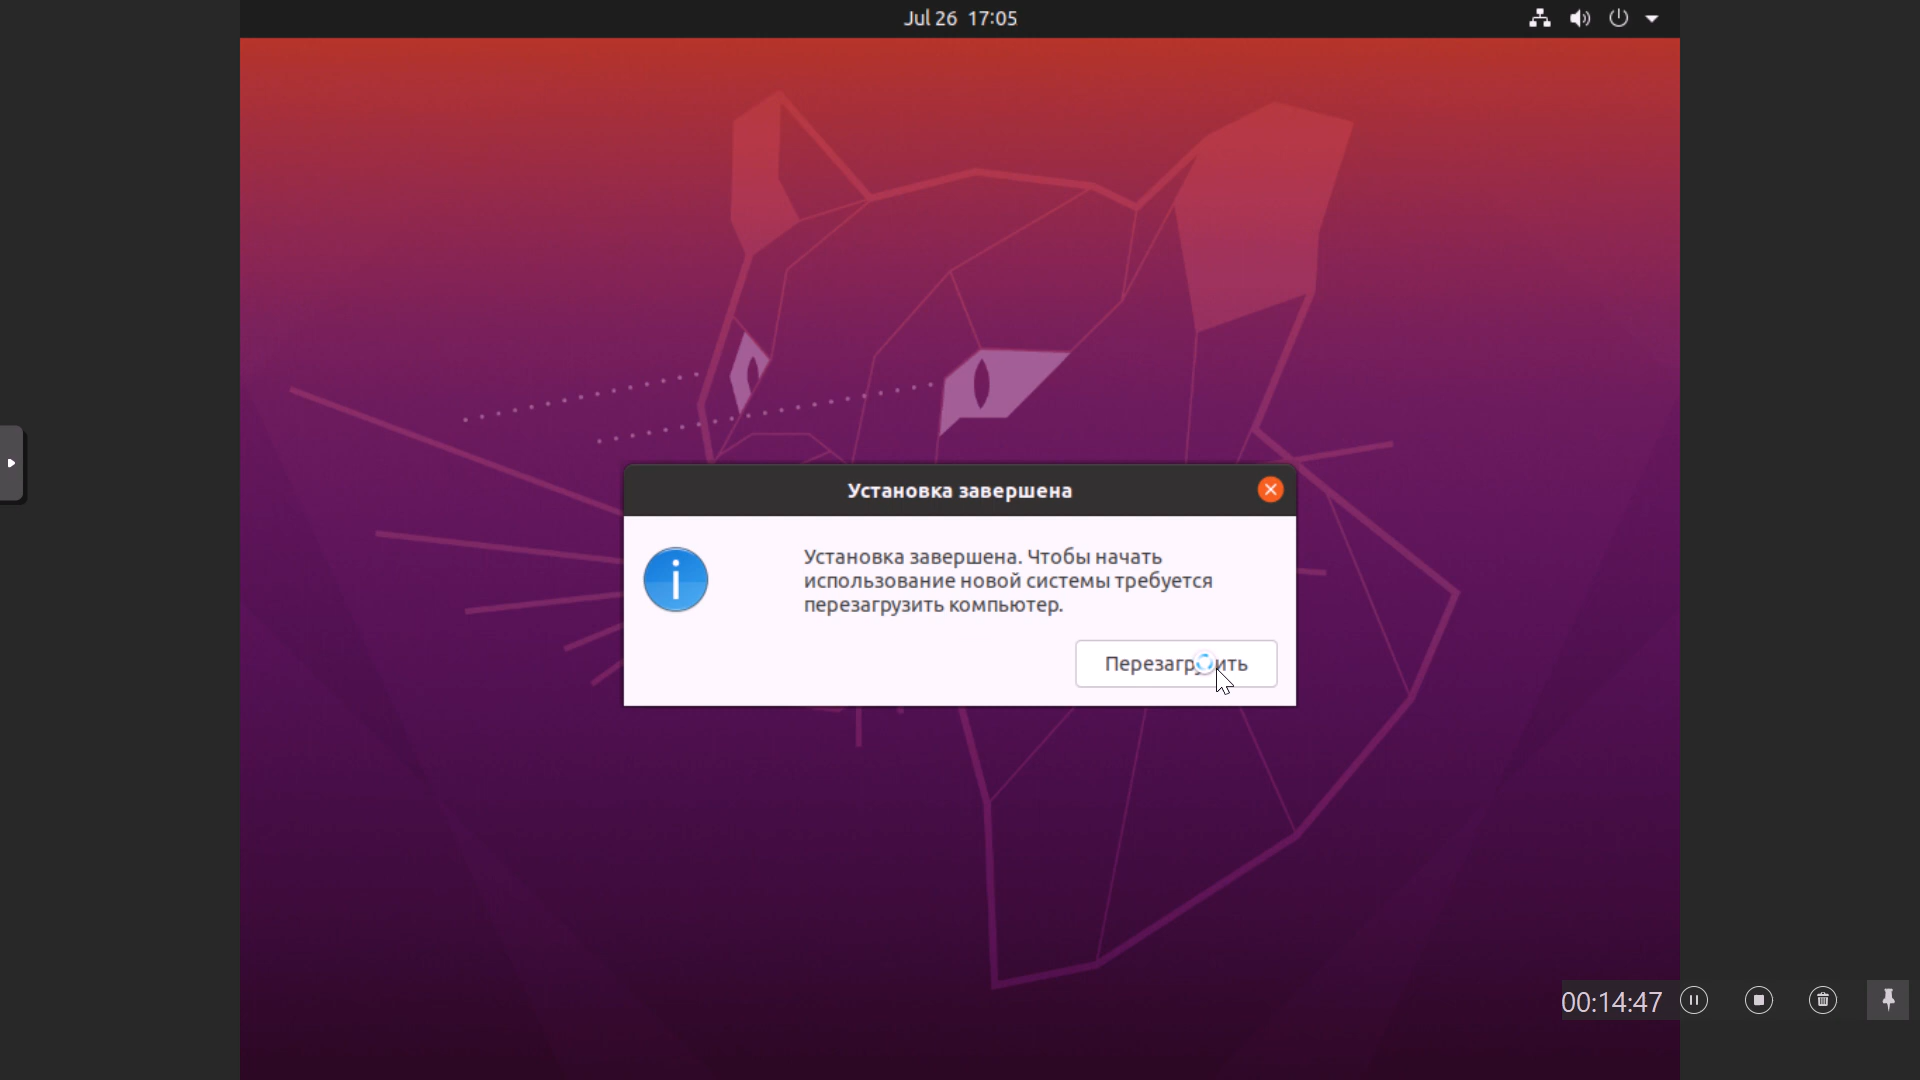 Jul 26 17:05
Установка завершена
Установка завершена. Чтобы начать
использование новой системы требуется
перезагрузить компьютер.
Перезагрузить
00:14:47